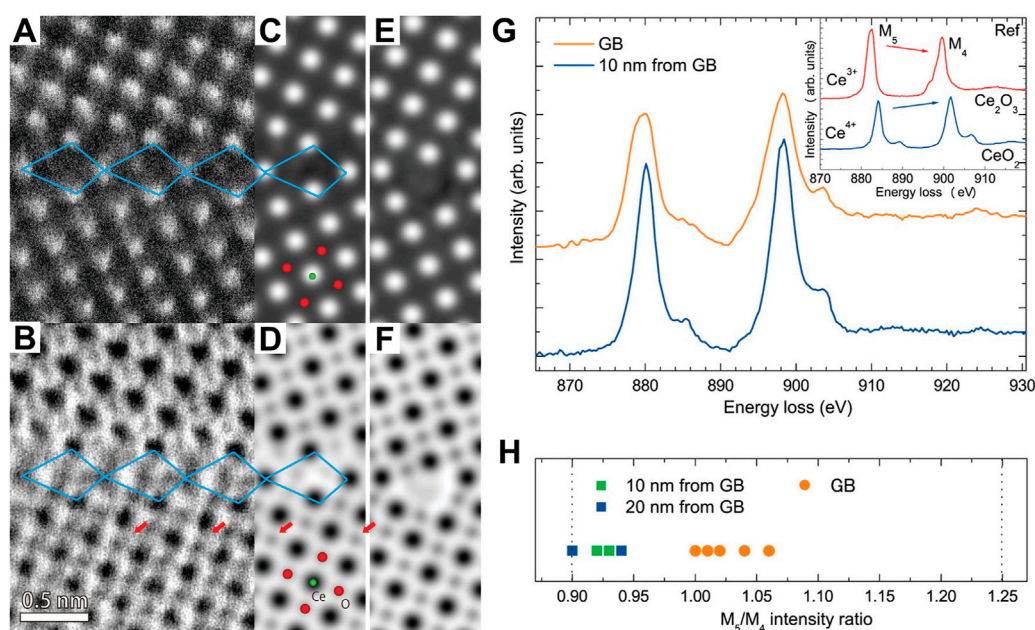 A
C
E
B
D
F
Ce
O
0.5 nm
G
GB
10 nm from GB
Intensity (arb. units)
870
880
890
900
910
920
930
Energy loss (eV)
M5
M4
Ref
Ce3+
Ce2O3
Ce4+
CeO2
Intensity (arb. units)
870
880
890
900
910
Energy loss (eV)
H
10 nm from GB
GB
20 nm from GB
0.90
0.95
1.00
1.05
1.10
1.15
1.20
1.25
M5/M4 intensity ratio